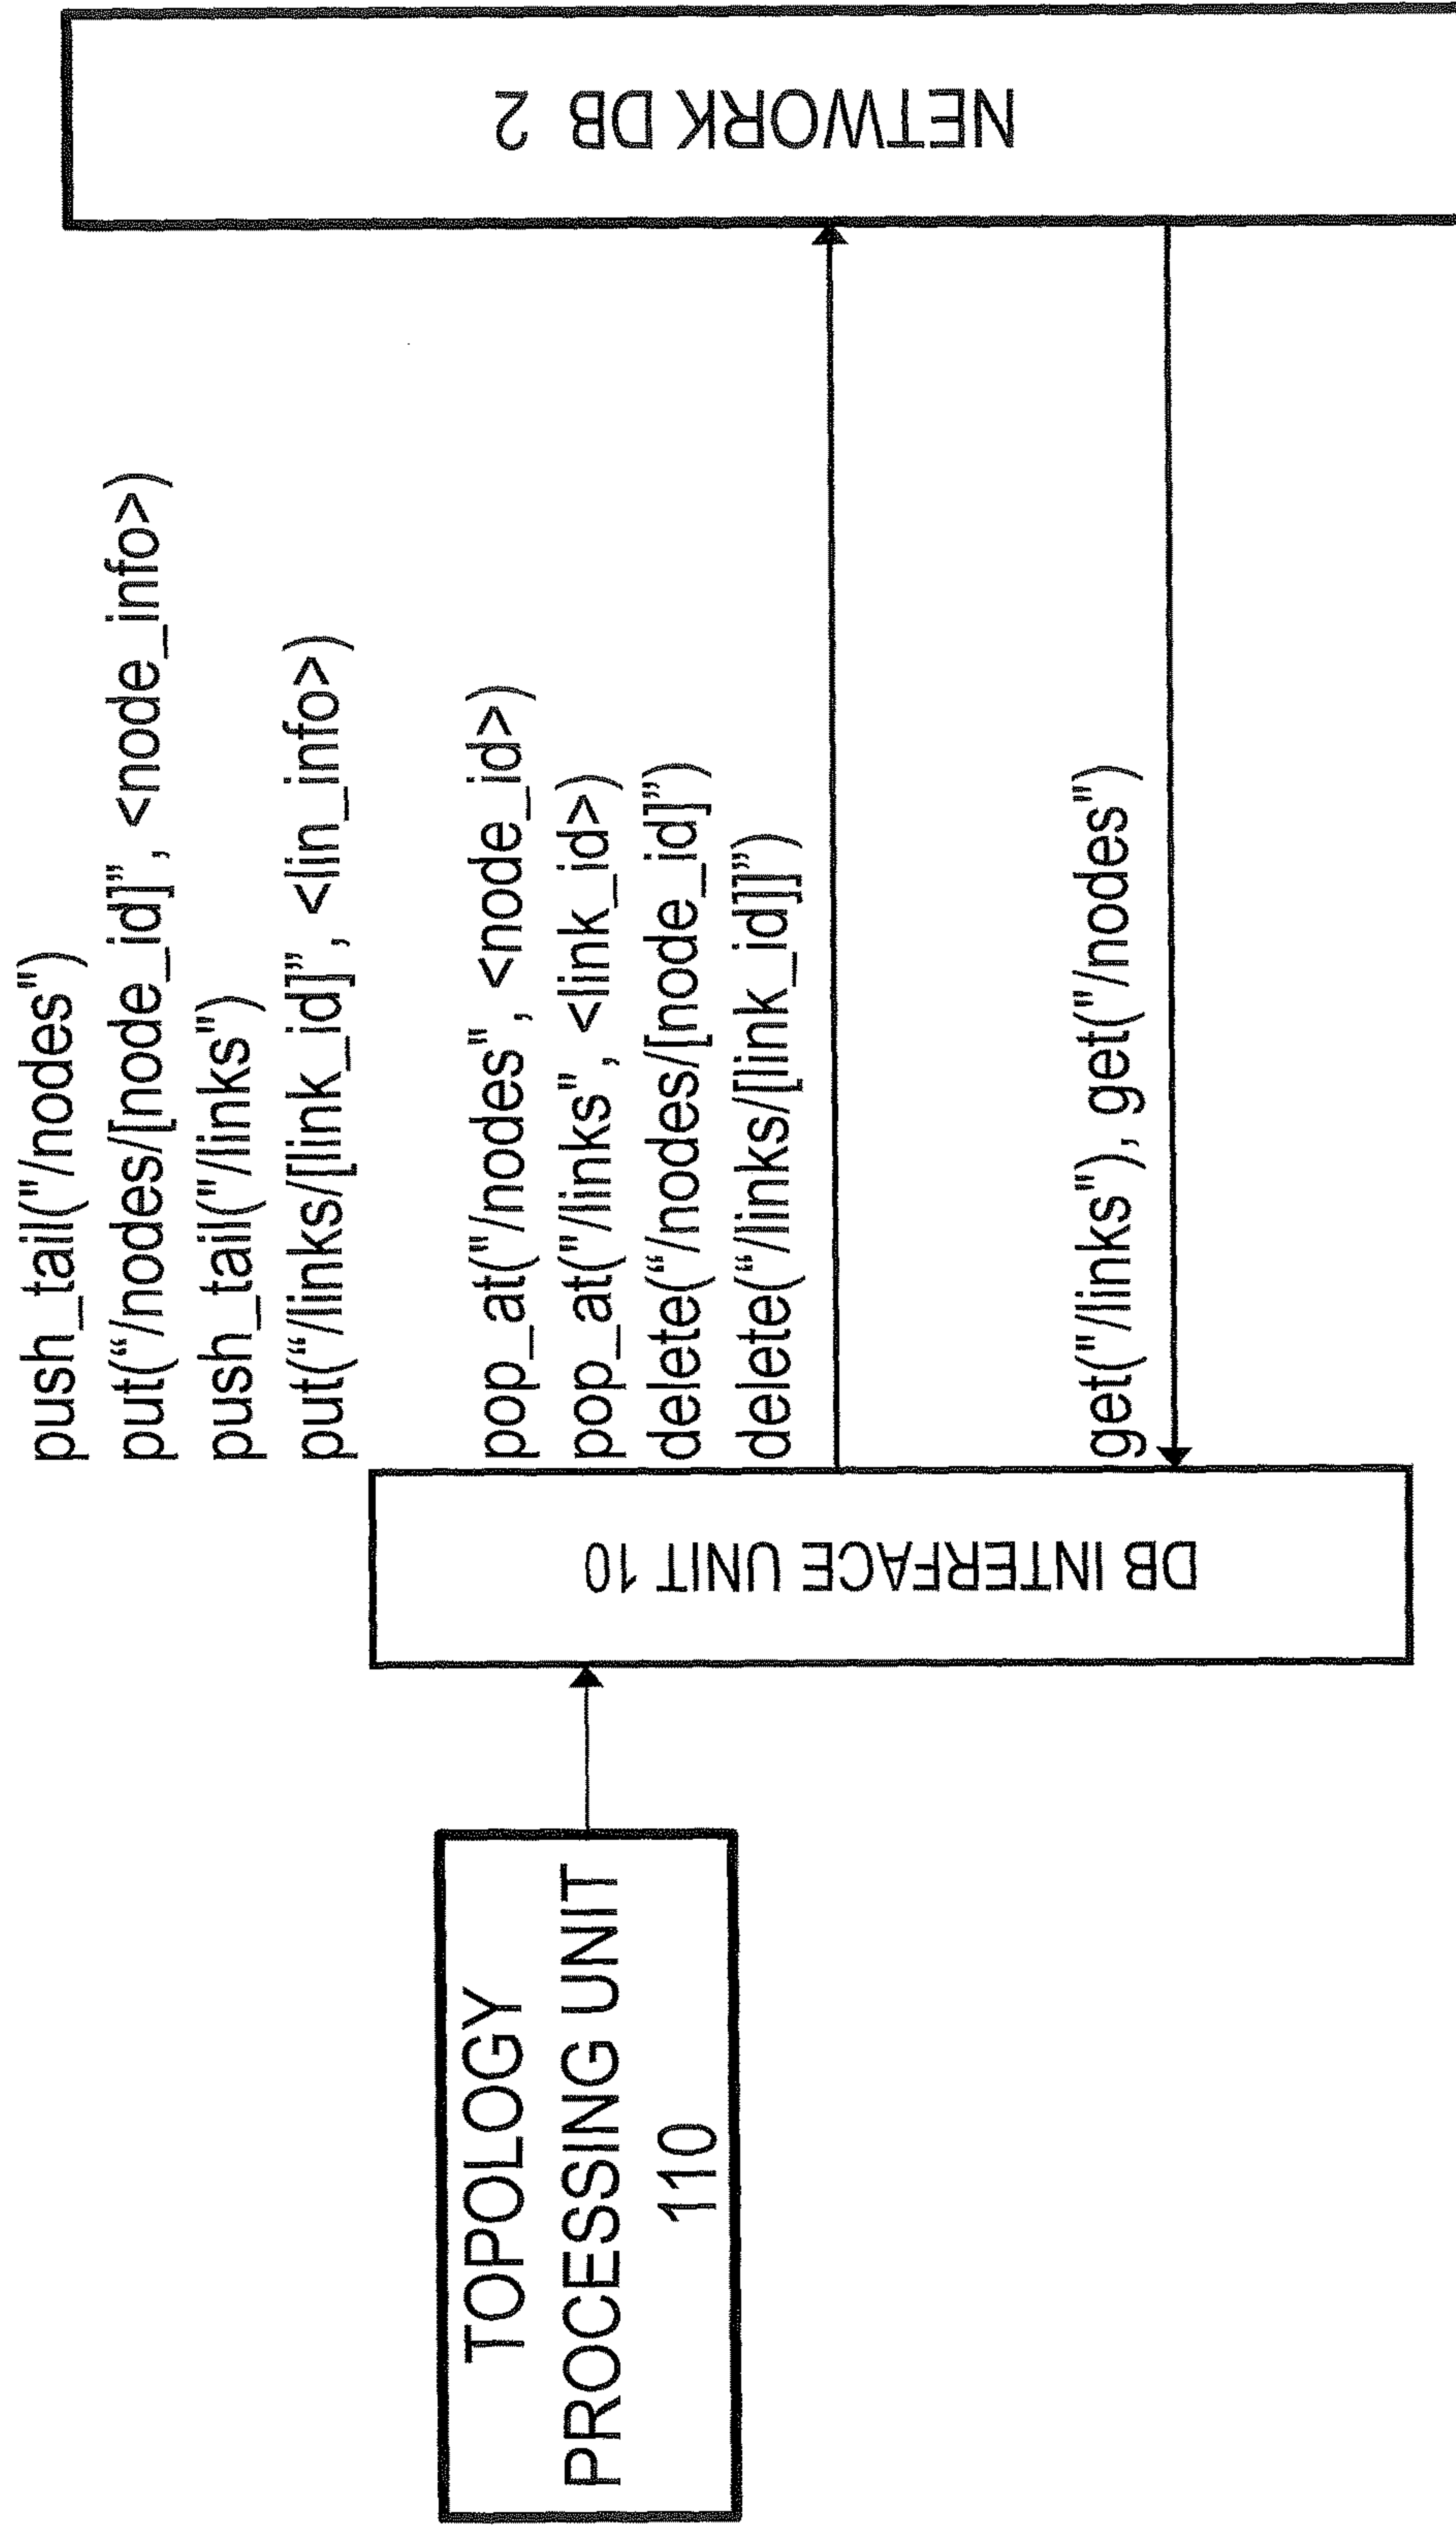 push_tail("/nodes")
put(“/nodes/[node_id]”, <node_info>)
push_tail("/links")
put(“/links/[link_id]”, <lin_info>)
pop_at("/nodes", <node_id>)
pop_at("/links", <link_id>)
delete(“/nodes/[node_id]”)
delete(“/links/[link_id]]”)
get("/links"), get("/nodes")
TOPOLOGY
PROCESSING UNIT
110
DB INTERFACE UNIT 10
NETWORK DB 2